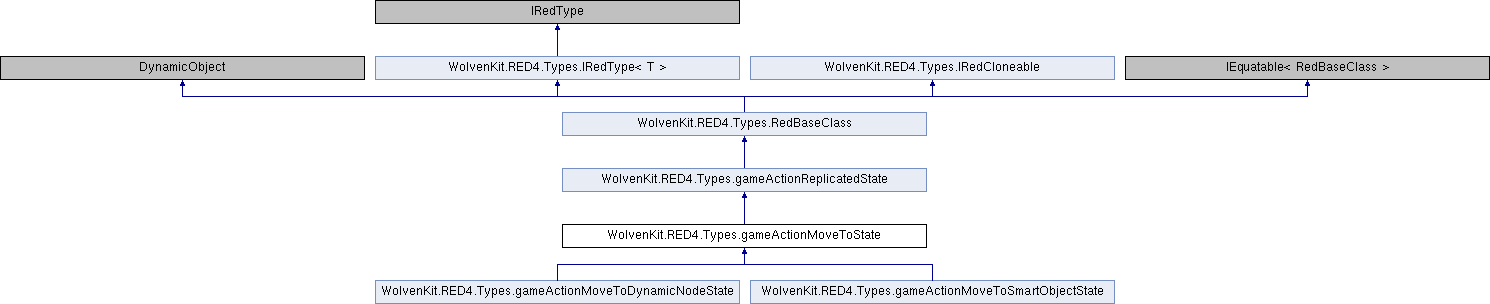 IRedType
DynamicObject
WolvenKit.RED4.Types.IRedType< T >
WolvenKit.RED4.Types.IRedCloneable
IEquatable< RedBaseClass >
WolvenKit.RED4.Types.RedBaseClass
WolvenKit.RED4.Types.gameActionReplicatedState
WolvenKit.RED4.Types.gameActionMoveToState
WolvenKit.RED4.Types.gameActionMoveToDynamicNodeState
WolvenKit.RED4.Types.gameActionMoveToSmartObjectState